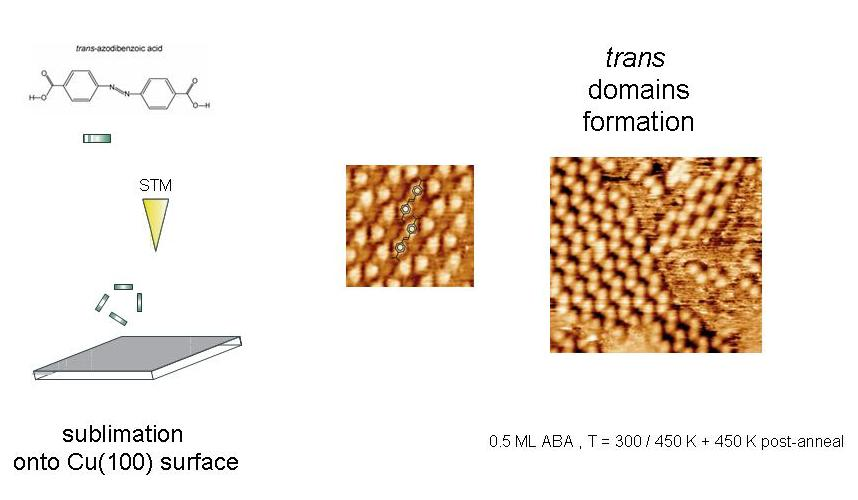 trans-azodibenzoic acid
O
H
O
N
N
O
O
H
STM
sublimation
onto Cu(100) surface
trans
domains
formation
0.5 ML ABA , T = 300 / 450 K + 450 K post-anneal